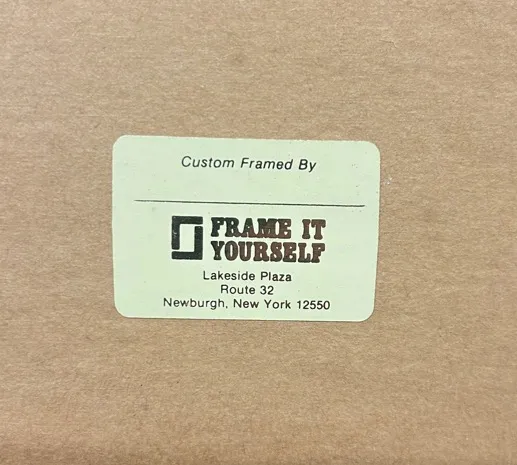 Custom Framed By
FRAME IT
YOURSELF
Lakeside Plaza
Route 32
Newburgh, New York 12550